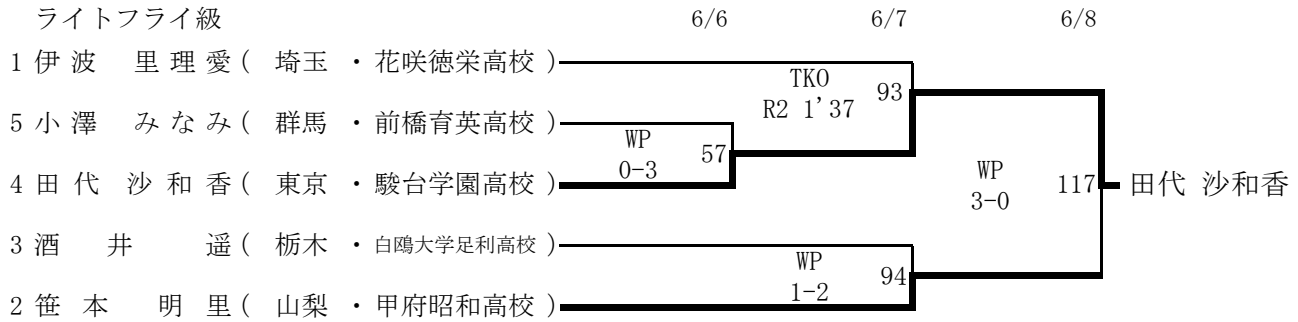 ライトフライ級 6/6 6/7 6/8
1 伊波 里理愛( 埼玉 ・ 花咲徳栄高校 )
TKO 93
R2 1'37
5 小澤 みなみ( 群馬 ・ 前橋育英高校 )
WP 57
0-3
4 田代 沙和香( 東京 ・ 駿台学園高校 )
WP 117 田代 沙和香
3-0
3 酒井 遥( 栃木 ・ 白鴎大学足利高校 )
WP 94
1-2
2 笹本 明里( 山梨 ・ 甲府昭和高校 )